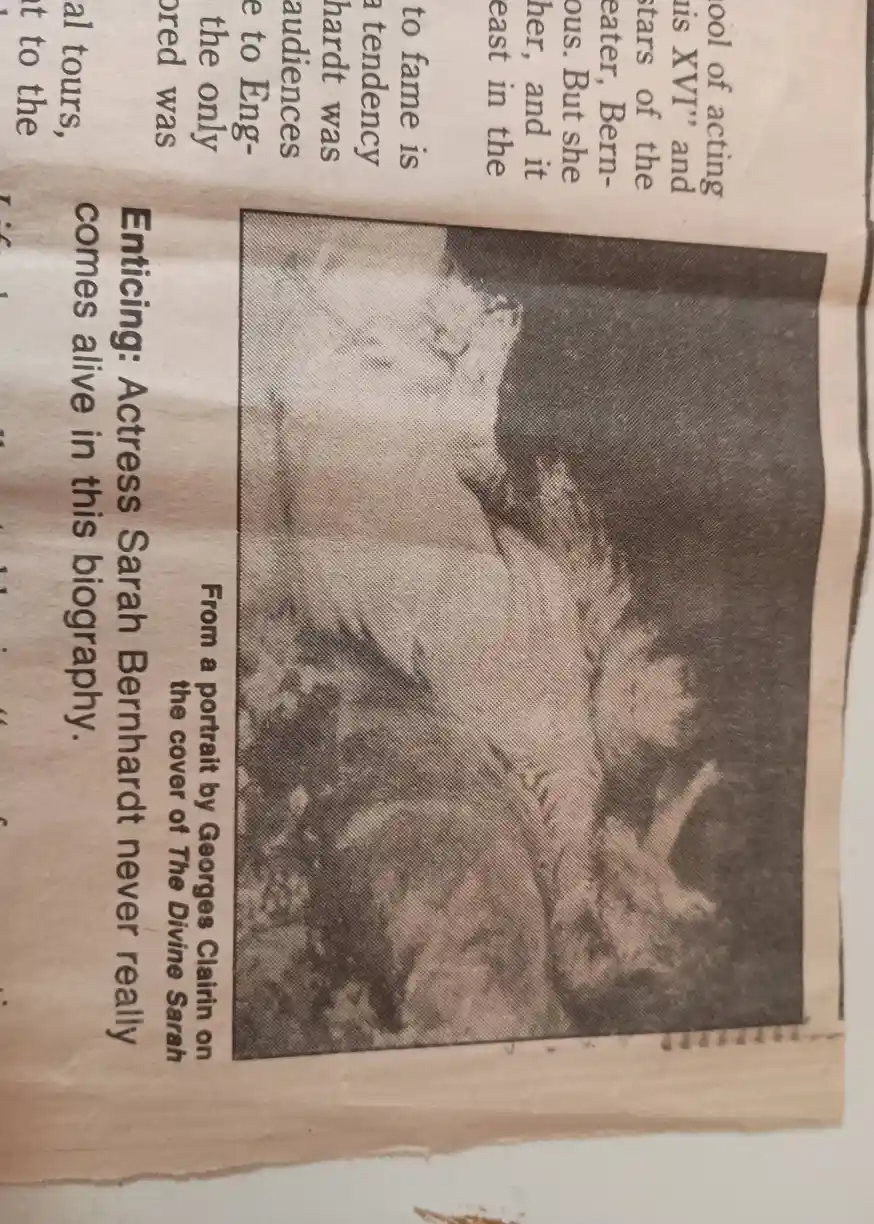 ool of acting
uis XVI" and
stars of the
eater, Bern-
ous. But she
her, and it
east in the
to fame is
a tendency
hardt was
audiences
e to Eng-
the only
ored was
al tours,
nt to the
From a portrait by Georges Clairin on
the cover of The Divine Sarah
Enticing: Actress Sarah Bernhardt never really
comes alive in this biography.